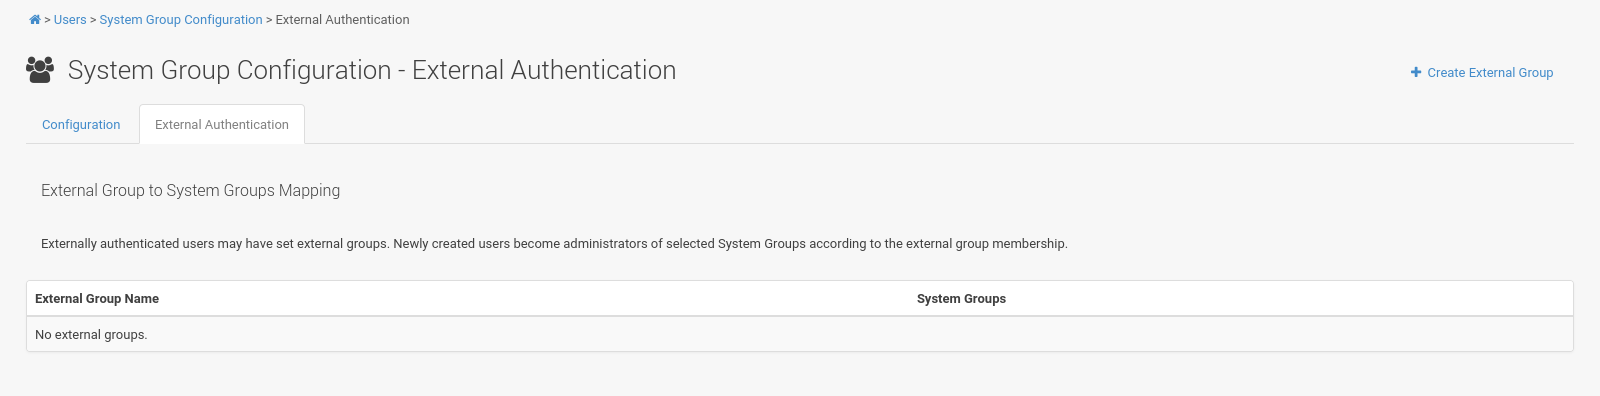 > Users > System Group Configuration > External Authentication
System Group Configuration - External Authentication
Create External Group
Configuration
External Authentication
External Group to System Groups Mapping
Externally authenticated users may have set external groups. Newly created users become administrators of selected System Groups according to the external group membership.
External Group Name System Groups
No external groups.